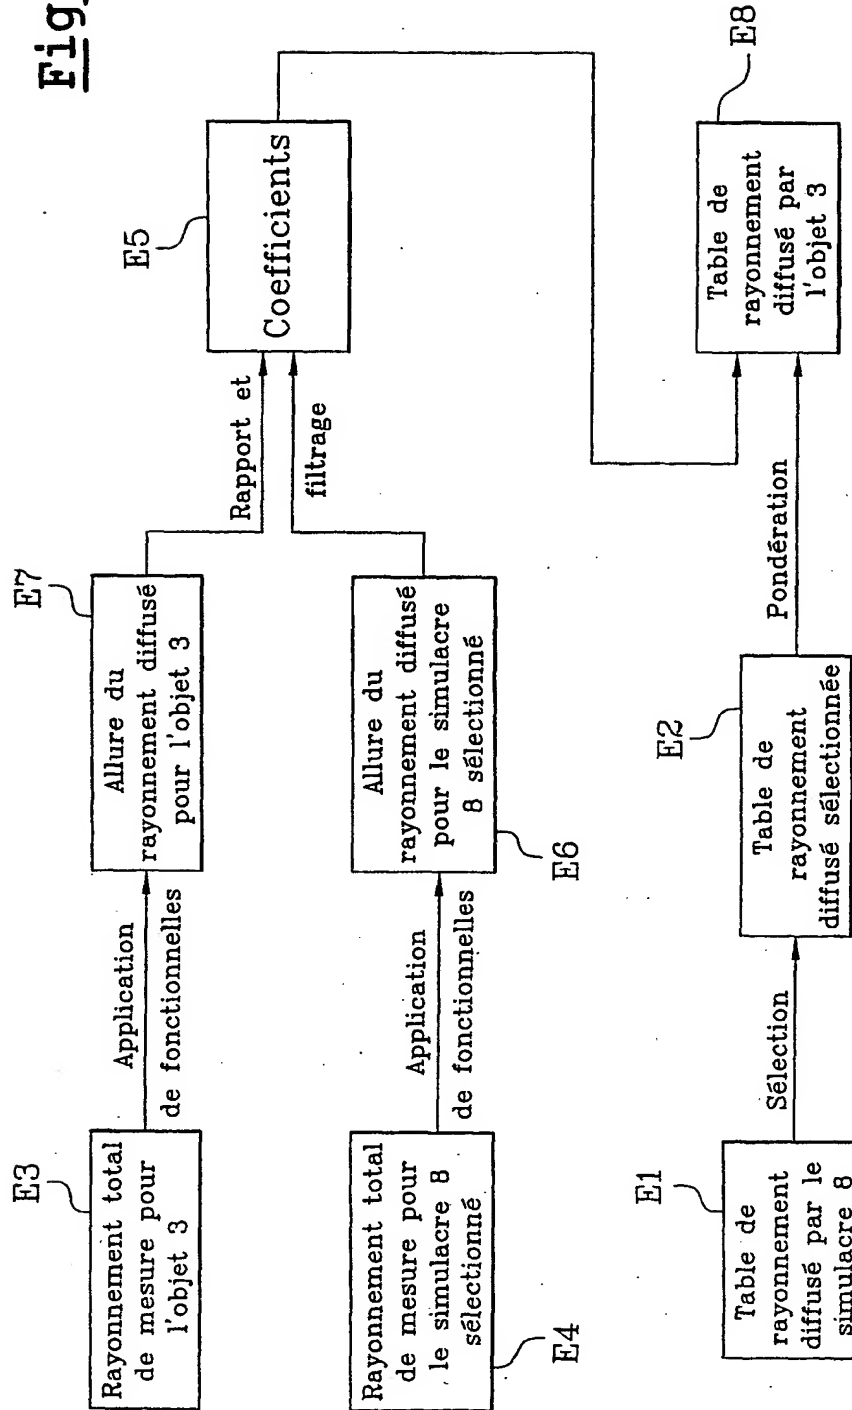 Fig
E3
Rayonnement total
de mesure pour
l'objet 3
Application
de fonctionnelles
E7
Allure du
rayonnement diffusé
pour l'objet 3
Rapport et
filtrage
E5
Coefficients
E4
Rayonnement total
de mesure pour
le simulacre 8
sélectionné
Application
de fonctionnelles
E6
Allure du
rayonnement diffusé
pour le simulacre
8 sélectionné
E1
Table de
rayonnement
diffusé par le
simulacre 8
Sélection
E2
Table de
rayonnement
diffusé sélectionnée
Pondération
E8
Table de
rayonnement
diffusé par
l'objet 3